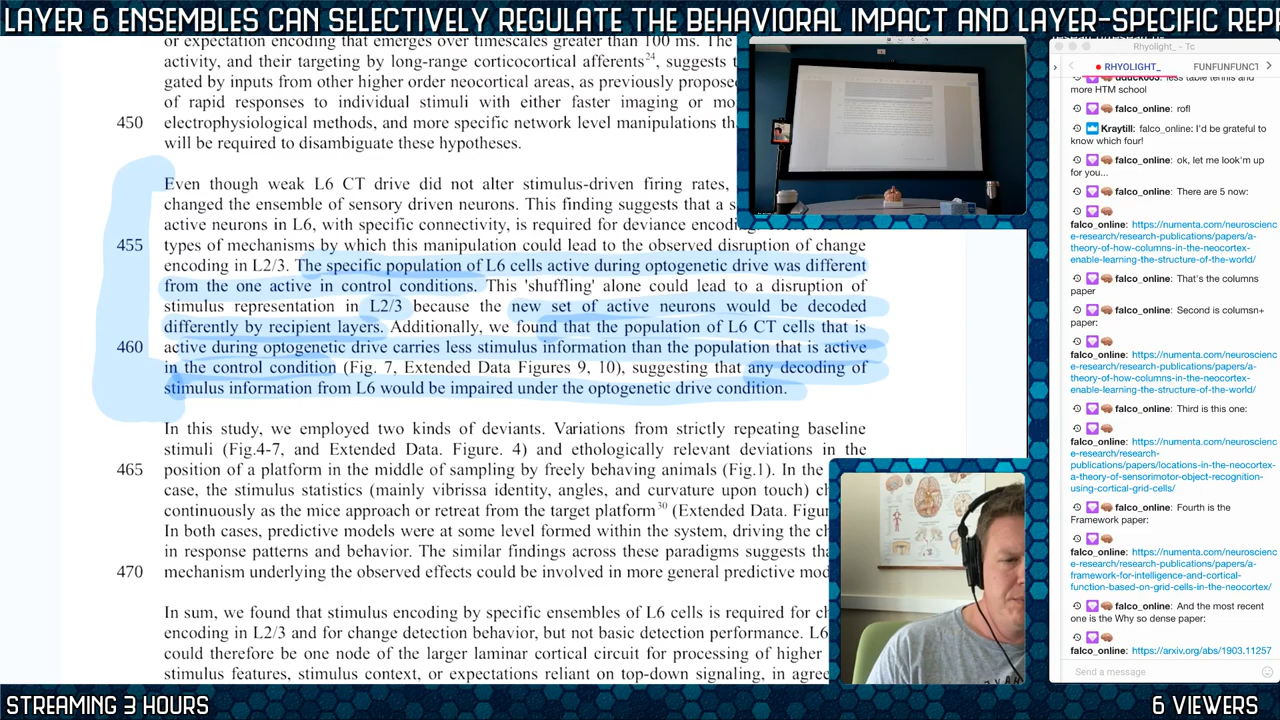 LAYER 6 ENSEMBLES CAN SELECTIVELY REGULATE THE BEHAVIORAL IMPACT AND LAYER-SPECIFIC
or expectation encoding that emerges over timescales greater than 100 ms. The
activity, and their targeting by long-range corticocortical afferents24, suggests
gated by inputs from other higher order neocortical areas, as previously proposed
of rapid responses to individual stimuli with either faster imaging or
450 electrophysiological methods, and more specific network level manipulations
will be required to disambiguate these hypotheses.
Even though weak L6 CT drive did not alter stimulus-driven firing rates,
changed the ensemble of sensory driven neurons. This finding suggests that a
active neurons in L6, with specific connectivity, is required for deviance encoding.
455 types of mechanisms by which this manipulation could lead to the observed disruption of change
encoding in L2/3. The specific population of L6 cells active during optogenetic drive was different
from the one active in control conditions. This 'shuffling' alone could lead to a disruption of
stimulus representation in L2/3 because the new set of active neurons would be decoded
differently by recipient layers. Additionally, we found that the population of L6 CT cells that is
460 active during optogenetic drive carries less stimulus information than the population that is active
in the control condition (Fig. 7, Extended Data Figures 9, 10), suggesting that any decoding of
stimulus information from L6 would be impaired under the optogenetic drive condition.
In this study, we employed two kinds of deviants. Variations from strictly repeating baseline
stimuli (Fig.4-7, and Extended Data. Figure. 4) and ethologically relevant deviations in the
465 position of a platform in the middle of sampling by freely behaving animals (Fig.1). In the
case, the stimulus statistics (mainly vibrissa identity, angles, and curvature upon touch)
continuously as the mice approach or retreat from the target platform30 (Extended Data.
In both cases, predictive models were at some level formed within the system, driving the
in response patterns and behavior. The similar findings across these paradigms suggests
470 mechanism underlying the observed effects could be involved in more general predictive
In sum, we found that stimulus encoding by specific ensembles of L6 cells is required for
encoding in L2/3 and for change detection behavior, but not basic detection performance.
could therefore be one node of the larger laminar cortical circuit for processing of higher
stimulus features, stimulus context, or expectations reliant on top-down signaling, in
Rhyolight_ - Tc
RHYOLIGHT_ FUNFUNFUNCT
less table tennis and
more HTM school
falco_online: rofl
Kraytill: falco_online: I'd be grateful to
know which four!
falco_online: ok, let me look'm up
for you...
falco_online: There are 5 now:
falco_online: https://numenta.com/neuroscienc
e-research/research-publications/papers/a-
theory-of-how-columns-in-the-neocortex-
enable-learning-the-structure-of-the-world/
falco_online: That's the columns
paper
falco_online: Second is columsn+
paper:
falco_online: https://numenta.com/neuroscienc
e-research/research-publications/papers/a-
theory-of-how-columns-in-the-neocortex-
enable-learning-the-structure-of-the-world/
falco_online: Third is this one:
falco_online: https://numenta.com/neuroscienc
e-research/research-
publications/papers/locations-in-the-neocortex-
a-theory-of-sensorimotor-object-recognition-
using-cortical-grid-cells/
falco_online: Fourth is the
Framework paper:
falco_online: https://numenta.com/neuroscienc
e-research/research-publications/papers/a-
framework-for-intelligence-and-cortical-
function-based-on-grid-cells-in-the-neocortex/
falco_online: And the most recent
one is the Why so dense paper:
falco_online: https://arxiv.org/abs/1903.11257
Send a message
STREAMING 3 HOURS
6 VIEWERS